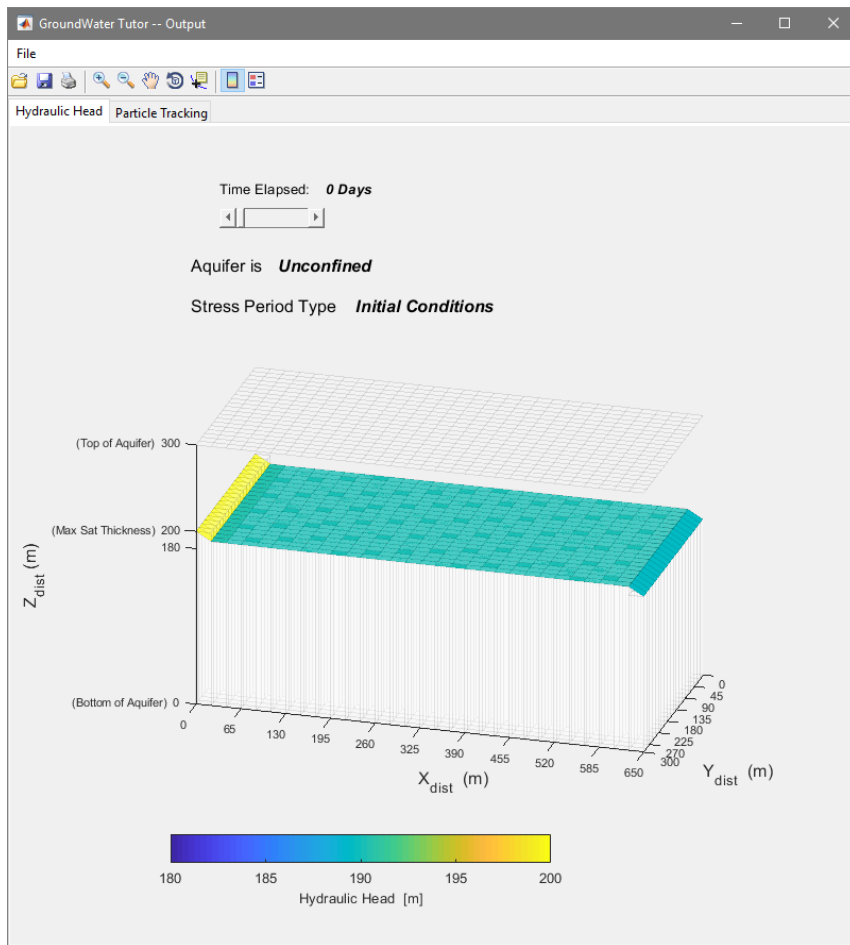 GroundWater Tutor -- Output
File
Hydraulic Head
Particle Tracking
Time Elapsed: 0 Days
Aquifer is Unconfined
Stress Period Type Initial Conditions
(Top of Aquifer) 300
(Max Sat Thickness) 200
180
(Bottom of Aquifer) 0
Zdist (m)
0
65
130
195
260
325
390
455
520
585
650
Xdist (m)
0
45
90
135
180
225
270
300
Ydist (m)
180 185 190 195 200
Hydraulic Head [m]